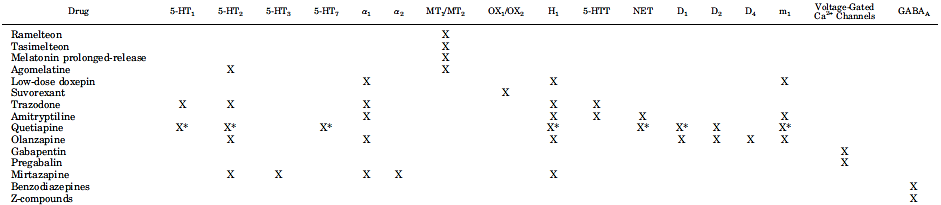 Drug 5-HT₁ 5-HT₂ 5-HT₃ 5-HT₇ α₁ α₂ MT₁/MT₂ OX₁/OX₂ H₁ 5-HTT NET D₁ D₂ D₄ m₁ Voltage-Gated Ca²⁺ Channels GABA_A
Ramelteon X
Tasimelteon X
Melatonin prolonged-release X
Agomelatine X X
Low-dose doxepin X X X
Suvorexant X
Trazodone X X X X X
Amitryptiline X X X X X
Quetiapine X* X* X* X* X* X* X X*
Olanzapine X X X X X X X
Gabapentin X
Pregabalin X
Mirtazapine X X X X X
Benzodiazepines X
Z-compounds X